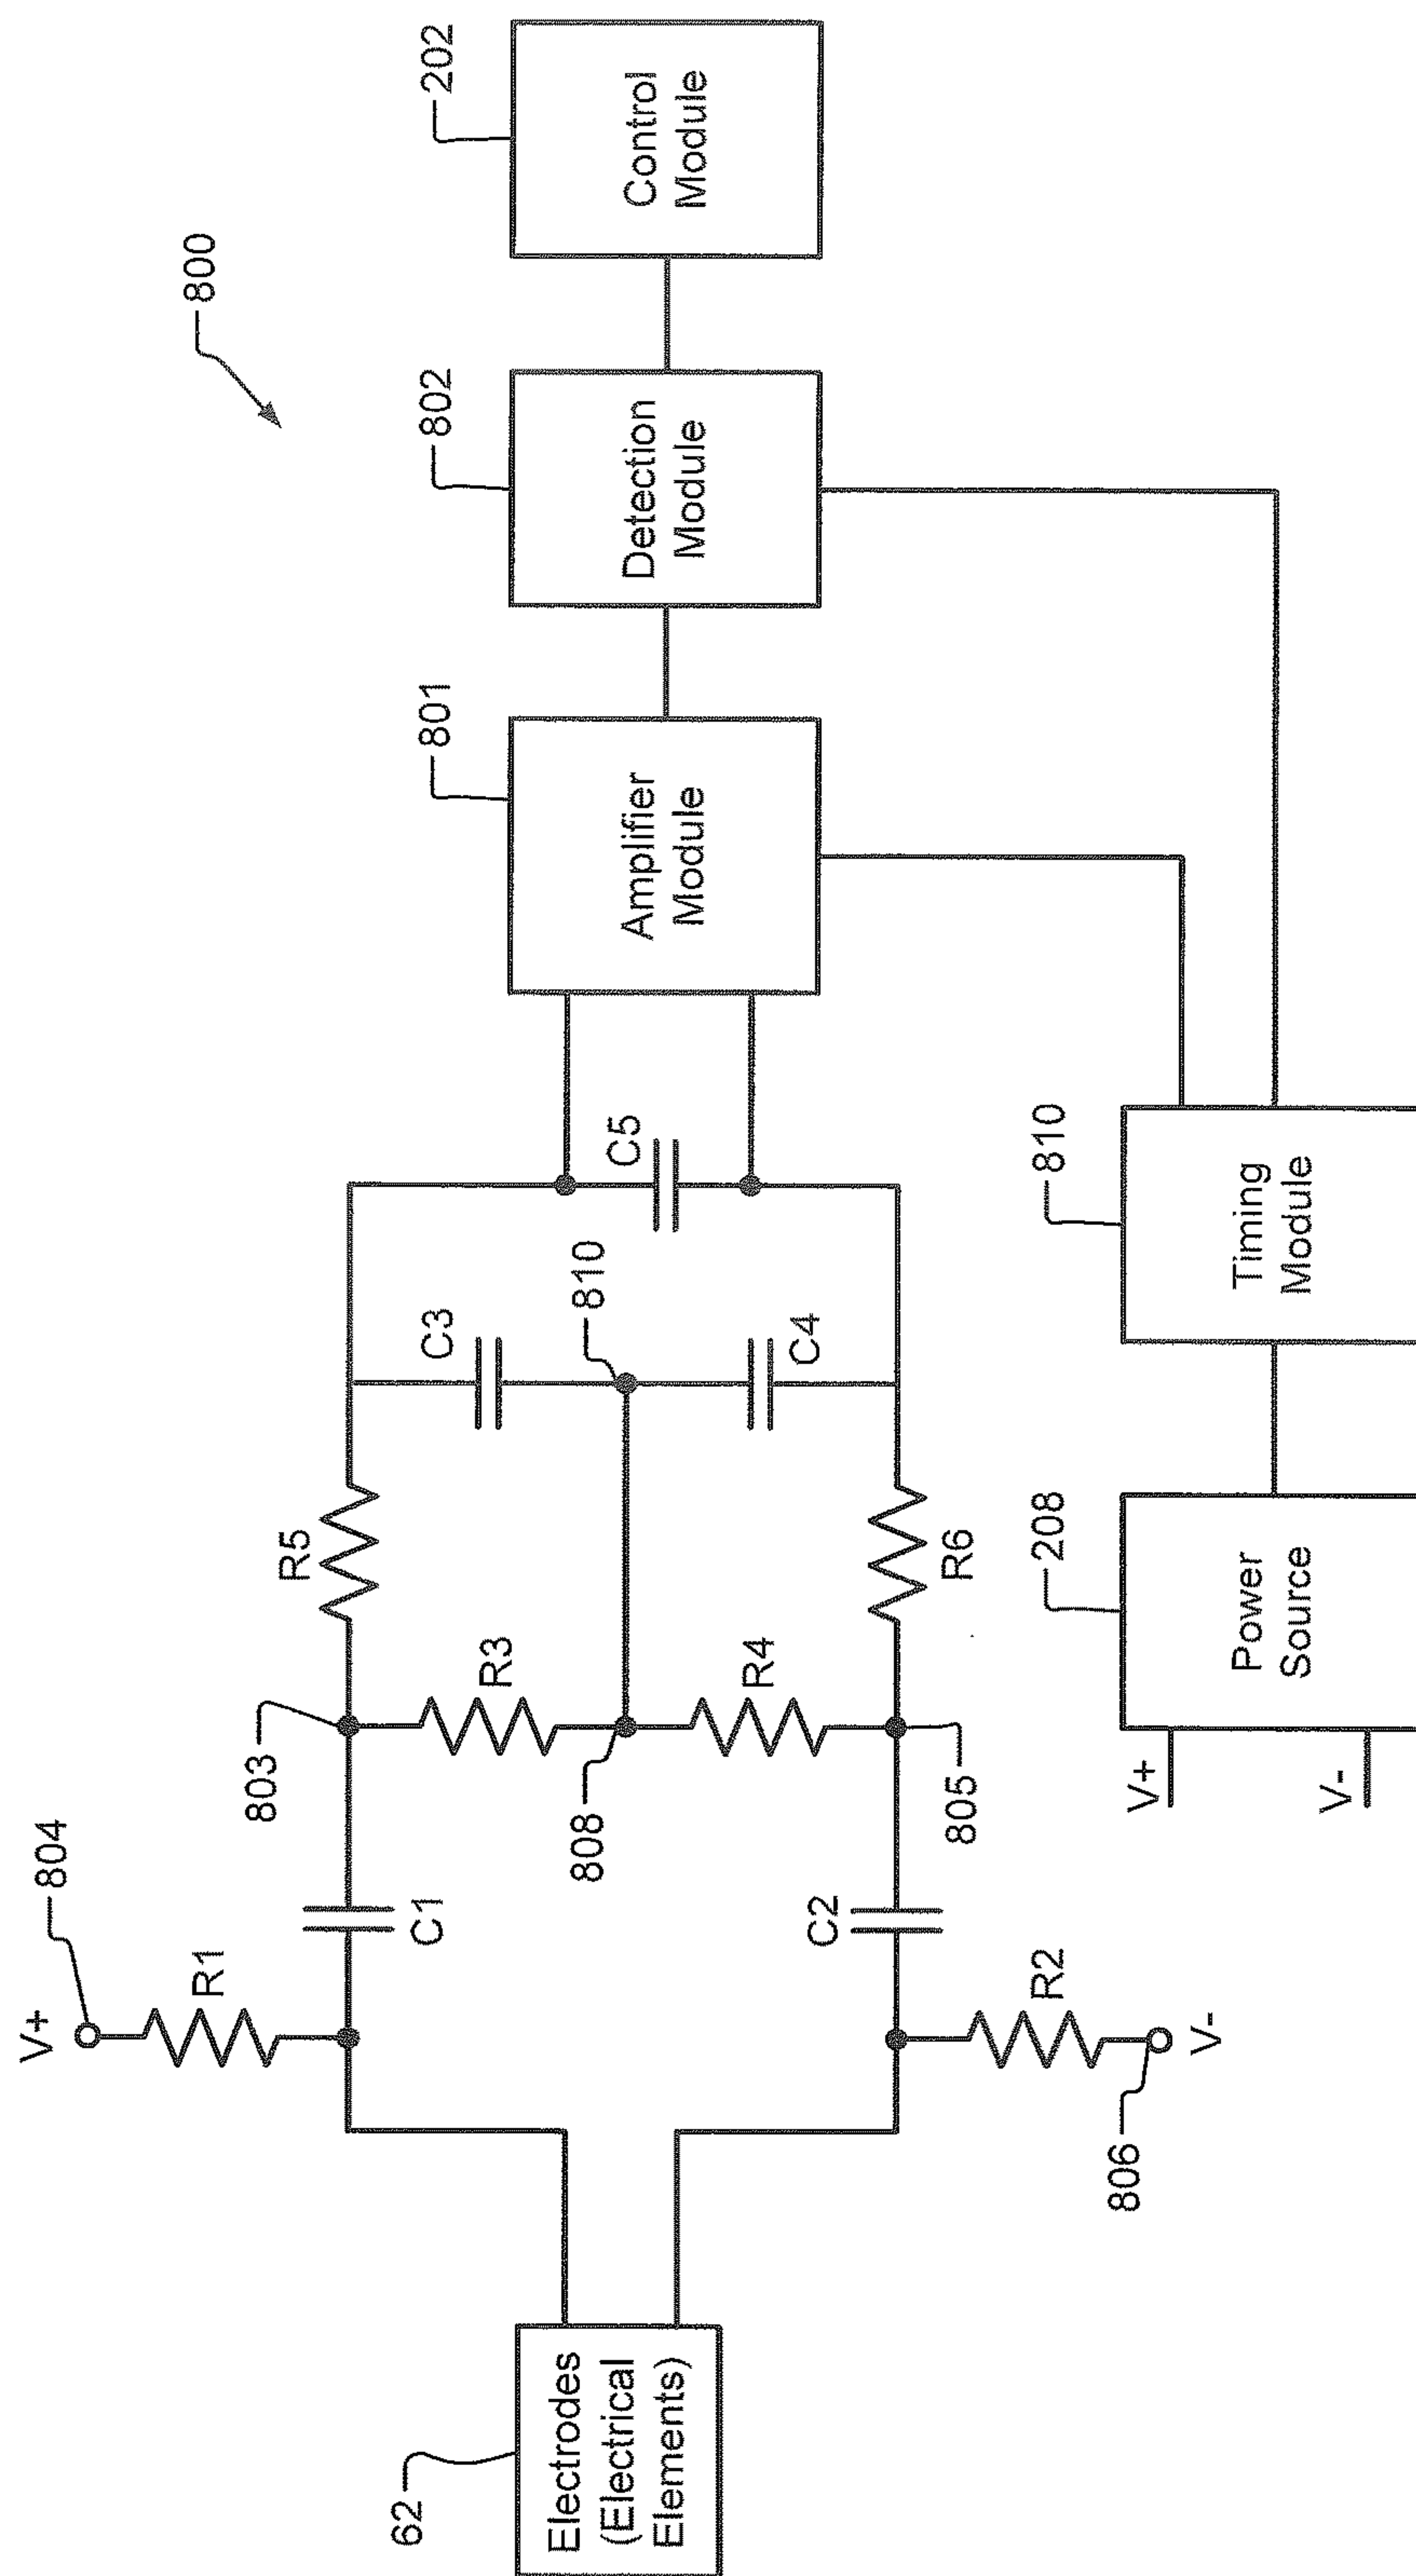 800
V+
804
R1
803
R5
C3
C5
801
Amplifier
Module
802
Detection
Module
202
Control
Module
C1
R3
810
62
Electrodes
(Electrical
Elements)
808
R4
C4
C2
R6
805
R2
V-
806
V+
V-
208
Power
Source
810
Timing
Module